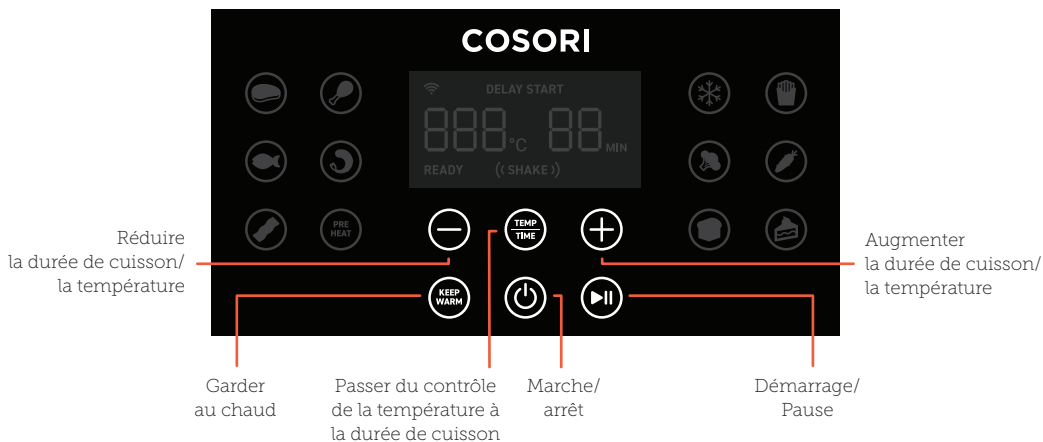 COSORI
DELAY START
888°C 88 MIN
READY ((SHAKE))
PRE
HEAT
TEMP
TIME
KEEP
WARM
Réduire
la durée de cuisson/
la température
Augmenter
la durée de cuisson/
la température
Garder
au chaud
Passer du contrôle
de la température à
la durée de cuisson
Marche/
arrêt
Démarrage/
Pause